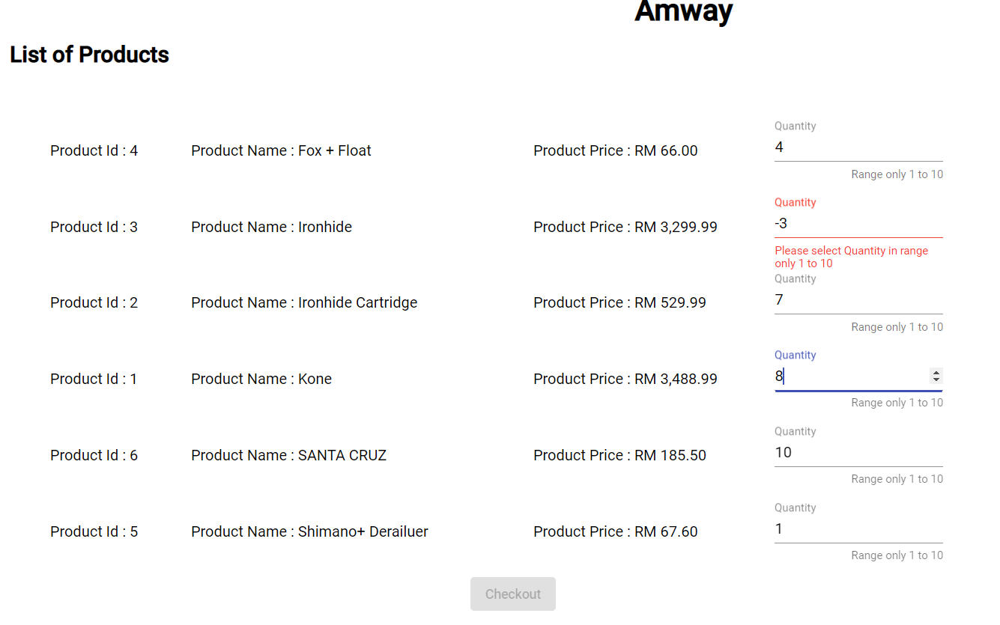 Amway
List of Products
Quantity
Product Id : 4 Product Name : Fox + Float Product Price : RM 66.00 4
Range only 1 to 10
Quantity
Product Id : 3 Product Name : Ironhide Product Price : RM 3,299.99 -3
Please select Quantity in range
only 1 to 10
Quantity
Product Id : 2 Product Name : Ironhide Cartridge Product Price : RM 529.99 7
Range only 1 to 10
Quantity
Product Id : 1 Product Name : Kone Product Price : RM 3,488.99 8
Range only 1 to 10
Quantity
Product Id : 6 Product Name : SANTA CRUZ Product Price : RM 185.50 10
Range only 1 to 10
Quantity
Product Id : 5 Product Name : Shimano+ Derailuer Product Price : RM 67.60 1
Range only 1 to 10
Checkout